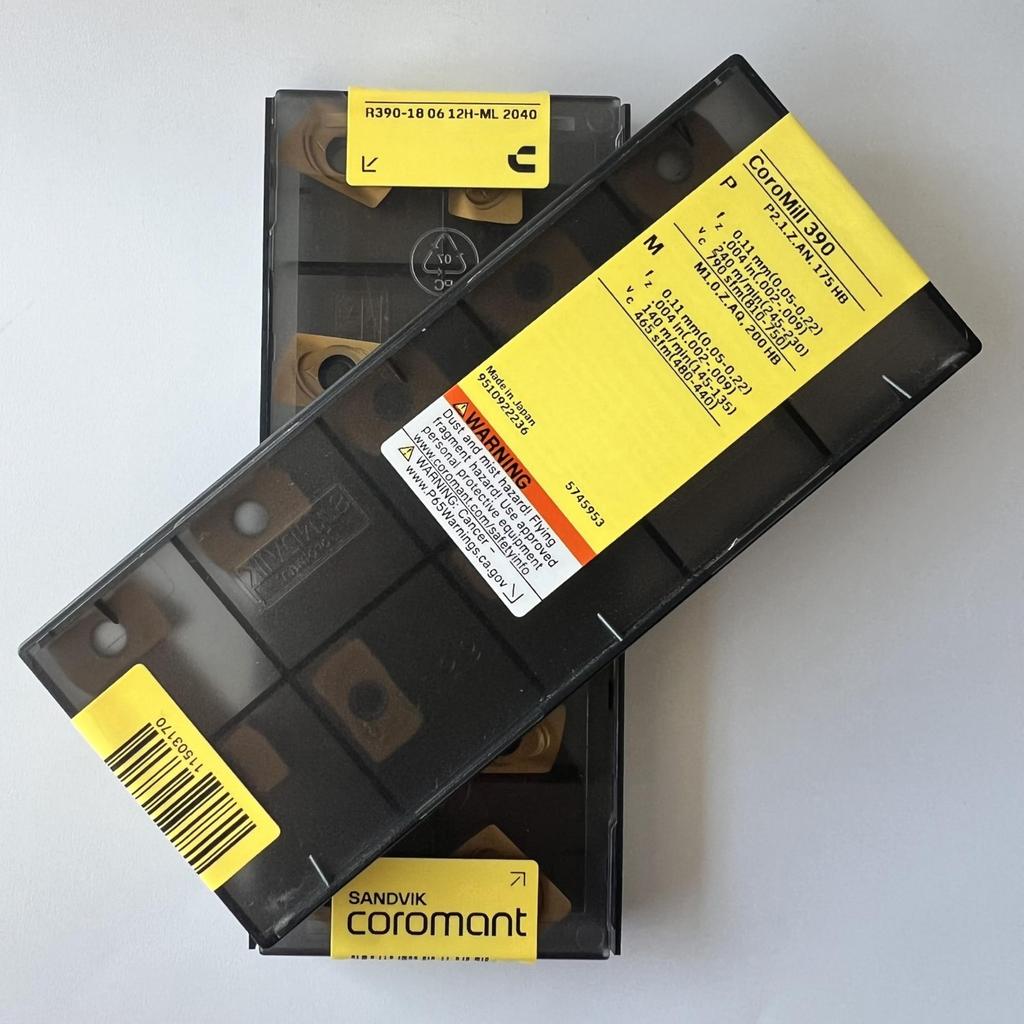 R390-18 06 12H-ML 2040
CoroMill 390
P P2.1.Z.AN. 175 HB
fz 0,11 mm(0,05-0,22)
.004 in(.002-.009)
vc 240 m/min(245-230)
790 sfm(810-750)
M M1.0.Z.AQ. 200 HB
fz 0,11 mm(0,05-0,22)
.004 in(.002-.009)
vc 140 m/min(145-135)
465 sfm(480-440)
Made in Japan
9510922236
5745953
WARNING
Dust and mist hazard! Flying
fragment hazard! Use approved
personal protective equipment
www.coromant.com/safetyinfo
WARNING: Cancer -
www.P65Warnings.ca.gov
11503170
07
SANDVIK
Coromant
SANDVIK
coromant